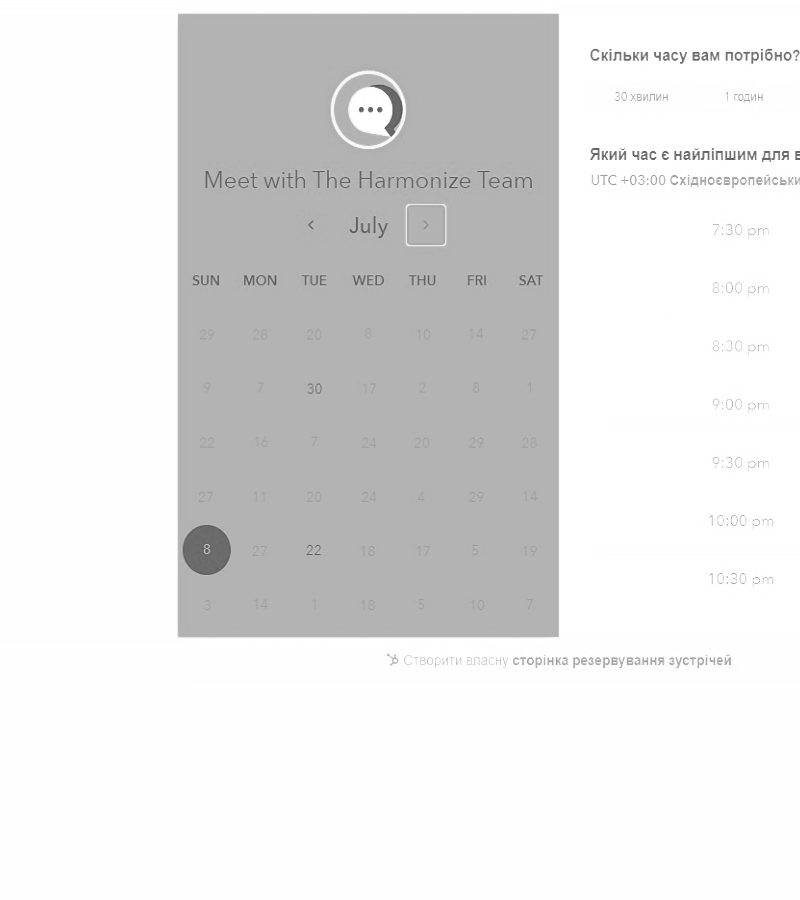 Meet with The Harmonize Team
July
SUN MON TUE WED THU FRI SAT
29 28 20 8 10 14 27
9 7 30 17 2 8 1
22 16 7 24 20 29 28
27 11 20 24 4 29 14
8 27 22 18 17 5 19
3 14 1 18 5 10 7
Скільки часу вам потрібно?
30 хвилин 1 годин
Який час є найліпшим для в
UTC +03:00 Східноєвропейськи
7:30 pm
8:00 pm
8:30 pm
9:00 pm
9:30 pm
10:00 pm
10:30 pm
Створити власну сторінка резервування зустрічей